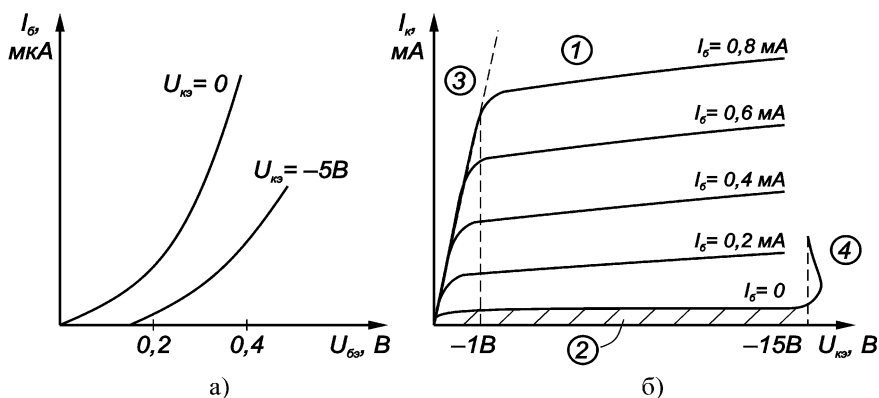 Iб,
мкА
Uкэ= 0
Uкэ= –5В
0,2
0,4
Uбэ, В
а)
Iк,
мА
3
1
Iб= 0,8 мА
Iб= 0,6 мА
Iб= 0,4 мА
Iб= 0,2 мА
Iб= 0
4
–1В
2
–15В
Uкэ, В
б)